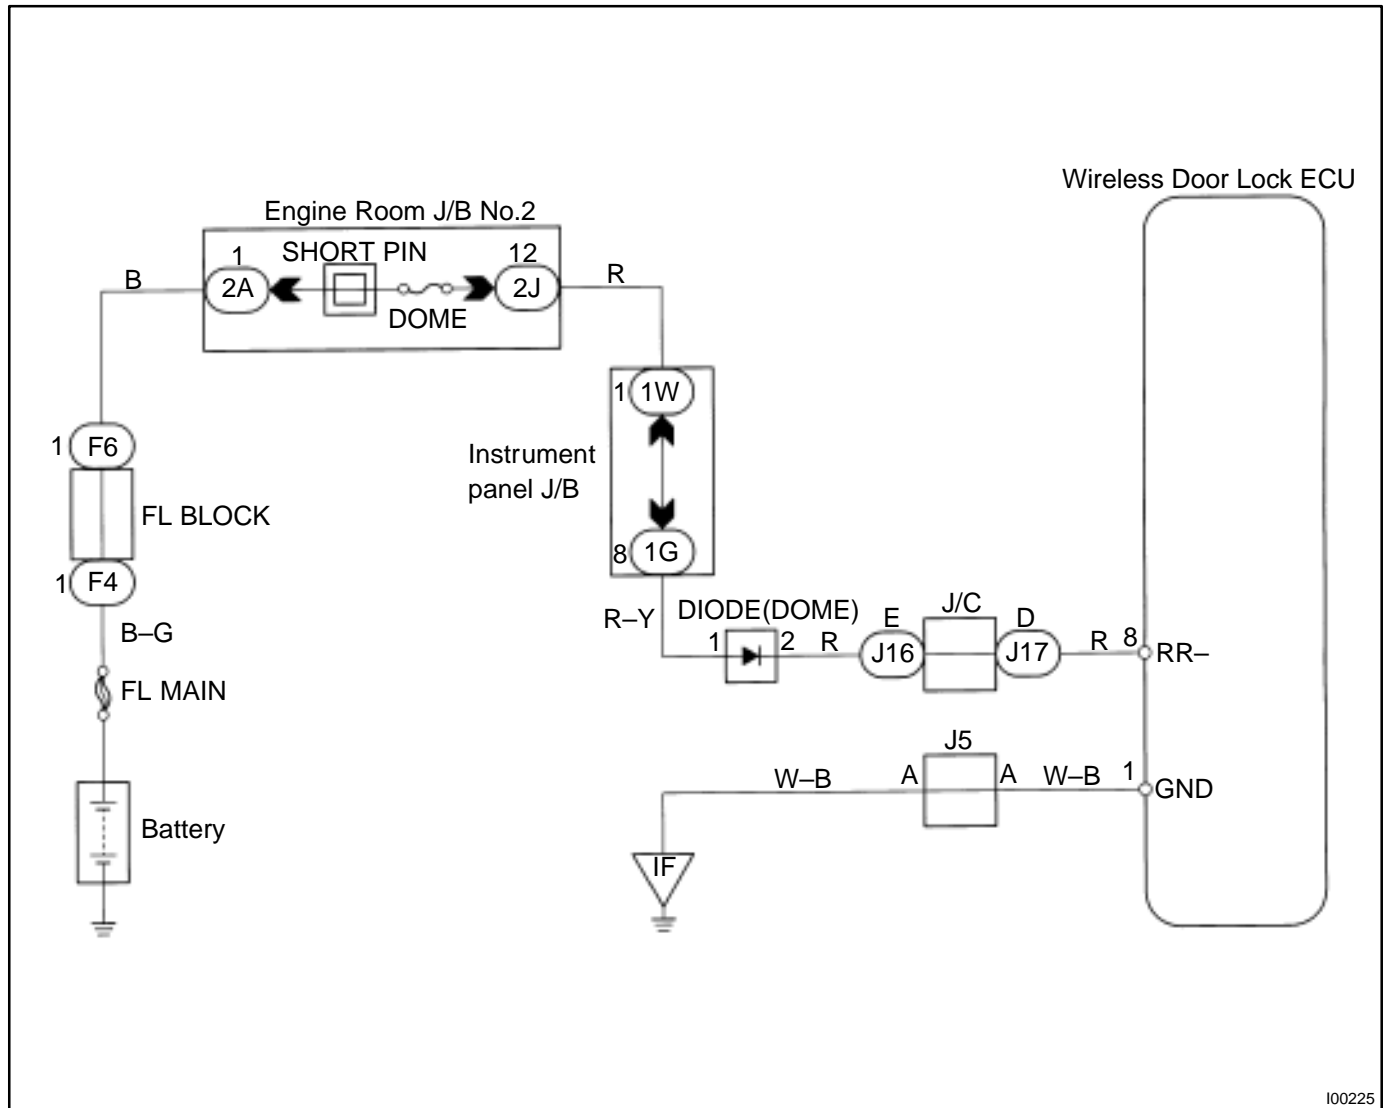 Wireless Door Lock ECU
Engine Room J/B No.2
1
SHORT PIN
12
B
2A
2J
R
DOME
1
1W
1
F6
Instrument
panel J/B
FL BLOCK
8
1G
1
F4
B–G
R–Y
DIODE(DOME)
1
2
R
E
J16
J/C
D
J17
R
8
RR–
FL MAIN
J5
W–B
A
A
W–B
1
GND
Battery
IF
I00225